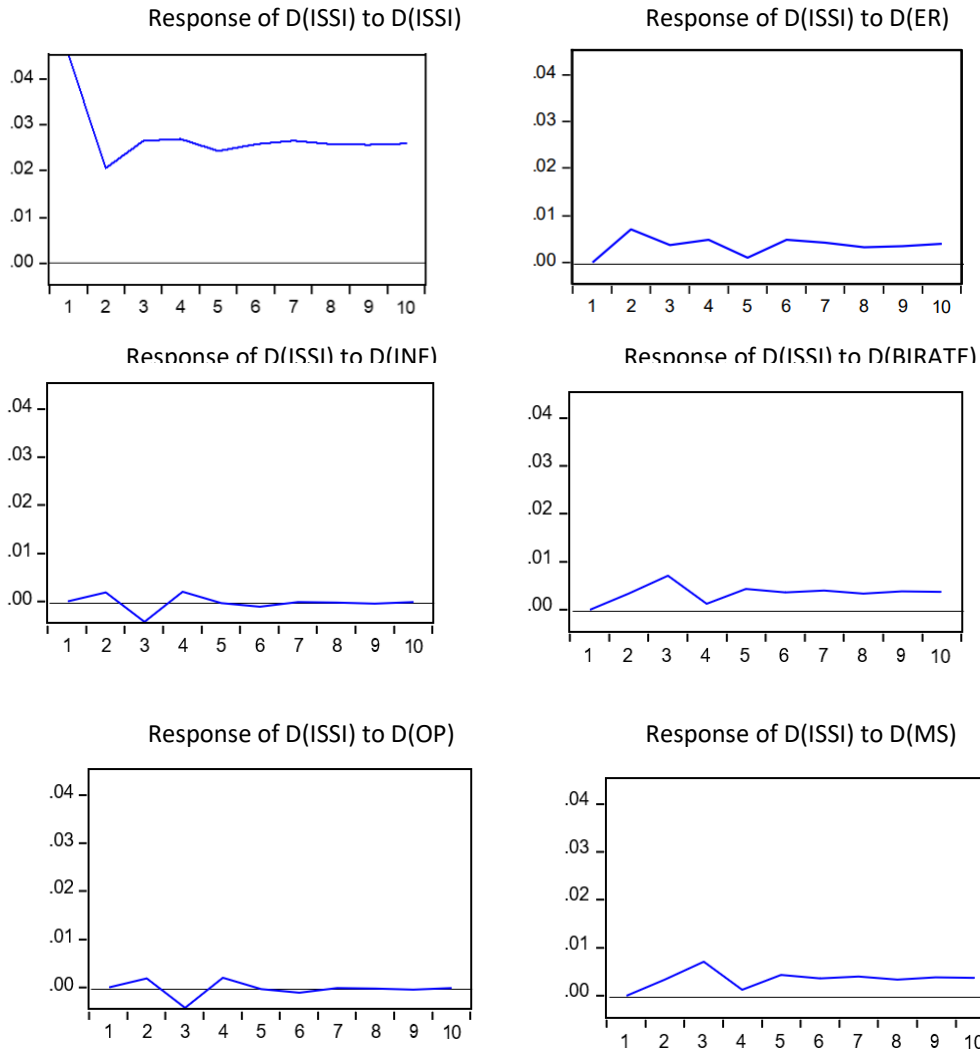 Response of D(ISSI) to D(ISSI)
.04
.03
.02
.01
.00
1 2 3 4 5 6 7 8 9 10
Response of D(ISSI) to D(ER)
.04
.03
.02
.01
.00
1 2 3 4 5 6 7 8 9 10
Response of D(ISSI) to D(INF)
.04
.03
.02
.01
.00
1 2 3 4 5 6 7 8 9 10
Response of D(ISSI) to D(BIRATE)
.04
.03
.02
.01
.00
1 2 3 4 5 6 7 8 9 10
Response of D(ISSI) to D(OP)
.04
.03
.02
.01
.00
1 2 3 4 5 6 7 8 9 10
Response of D(ISSI) to D(MS)
.04
.03
.02
.01
.00
1 2 3 4 5 6 7 8 9 10